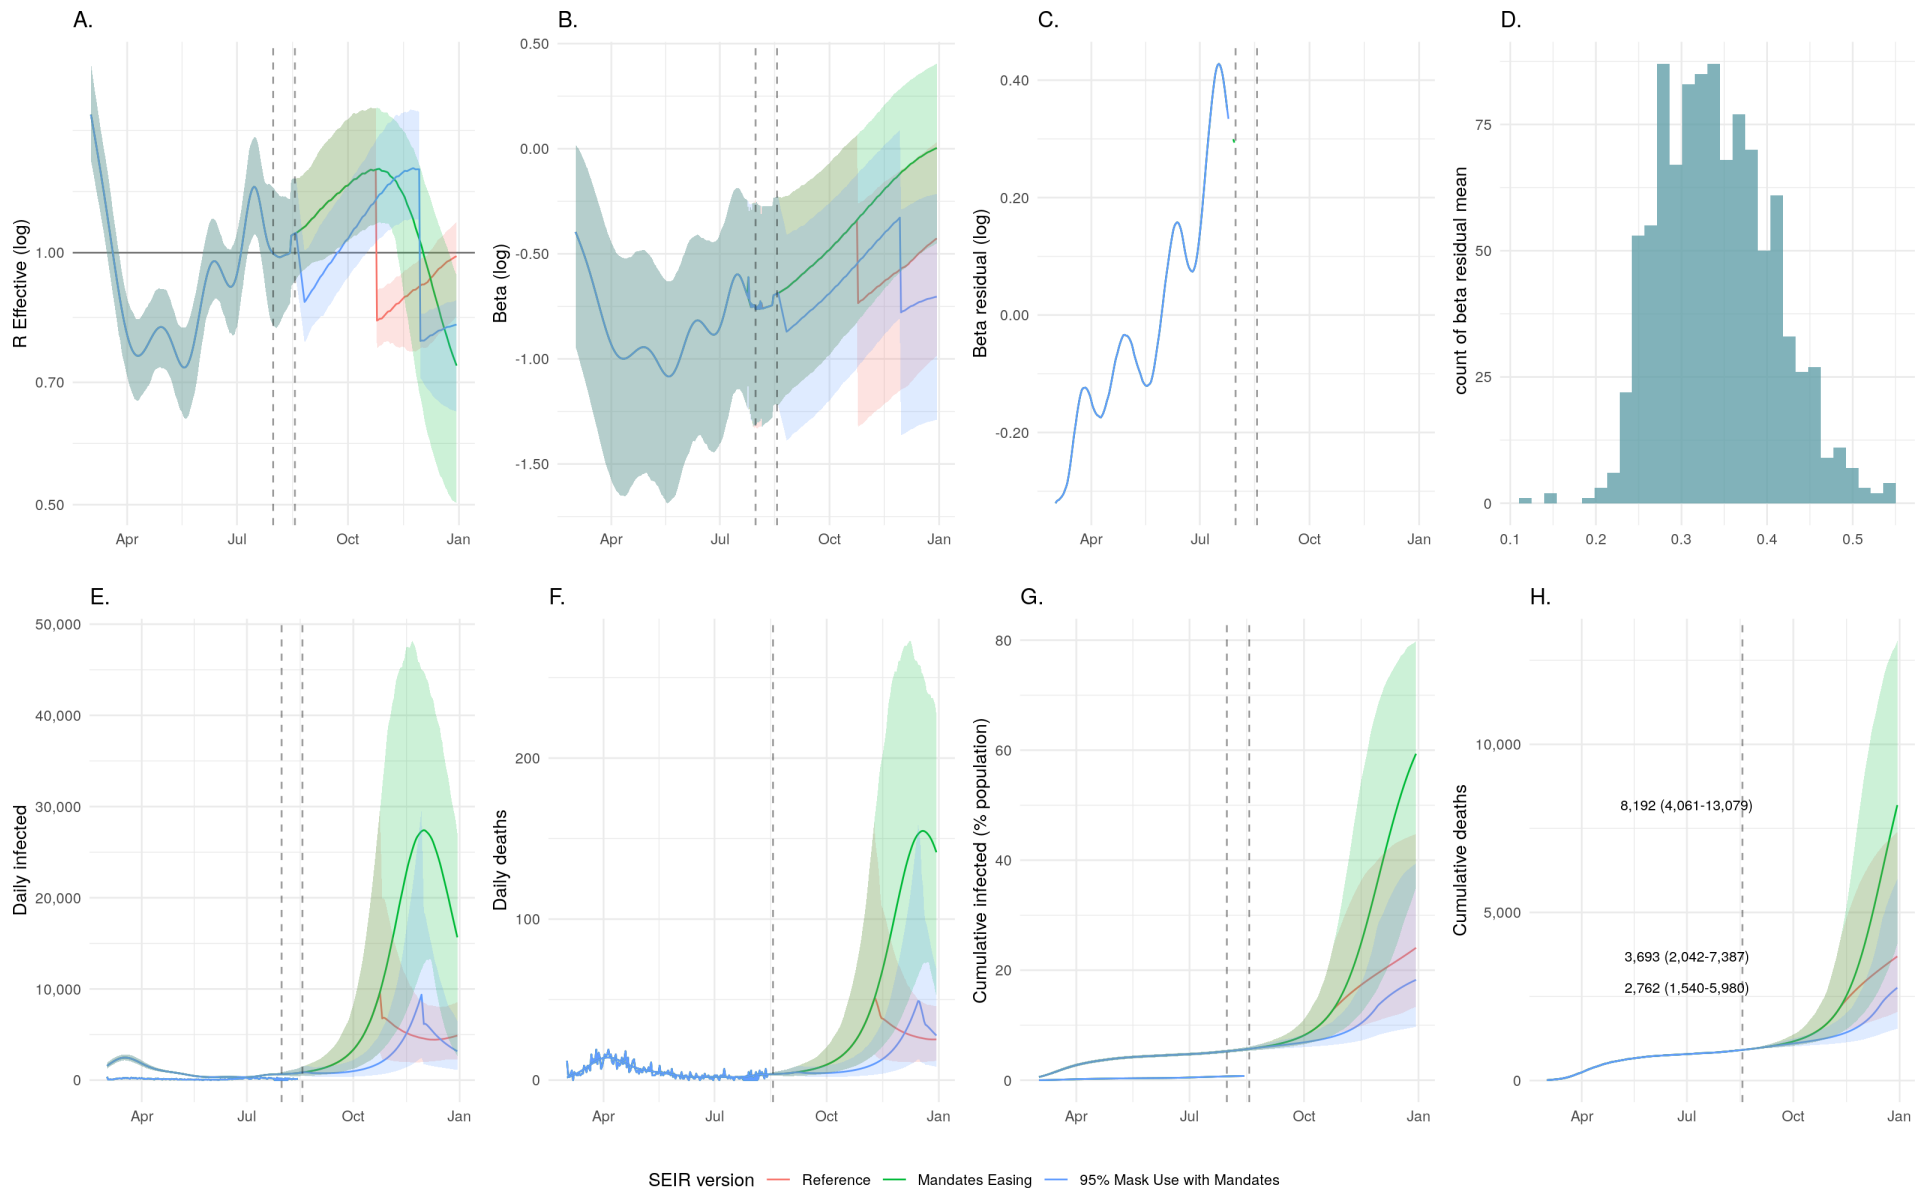 A.
R Effective (log)
1.00
0.70
0.50
Apr
Jul
Oct
Jan
B.
Beta (log)
0.50
0.00
-0.50
-1.00
-1.50
Apr
Jul
Oct
Jan
C.
Beta residual (log)
0.40
0.20
0.00
-0.20
Apr
Jul
Oct
Jan
D.
count of beta residual mean
75
50
25
0
0.1
0.2
0.3
0.4
0.5
E.
Daily infected
50,000
40,000
30,000
20,000
10,000
0
Apr
Jul
Oct
Jan
F.
Daily deaths
200
100
0
Apr
Jul
Oct
Jan
G.
Cumulative infected (% population)
80
60
40
20
0
Apr
Jul
Oct
Jan
H.
Cumulative deaths
10,000
5,000
0
8,192 (4,061-13,079)
3,693 (2,042-7,387)
2,762 (1,540-5,980)
Apr
Jul
Oct
Jan
SEIR version
Reference
Mandates Easing
95% Mask Use with Mandates